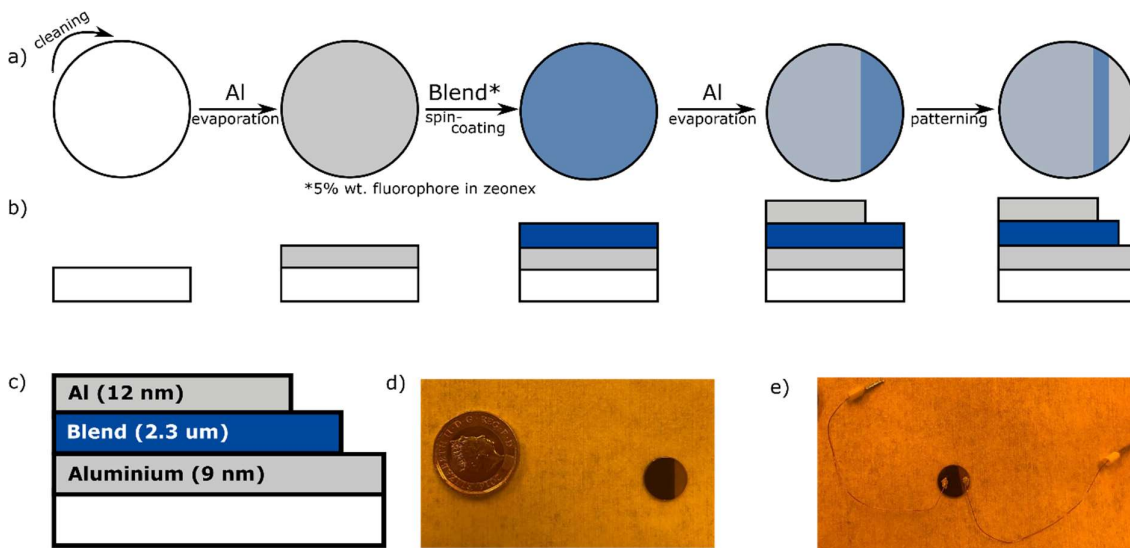 a)
cleaning
Al
evaporation
Blend*
spin-
coating
Al
evaporation
patterning
*5% wt. fluorophore in zeonex
b)
c)
Al (12 nm)
Blend (2.3 um)
Aluminium (9 nm)
d)
e)